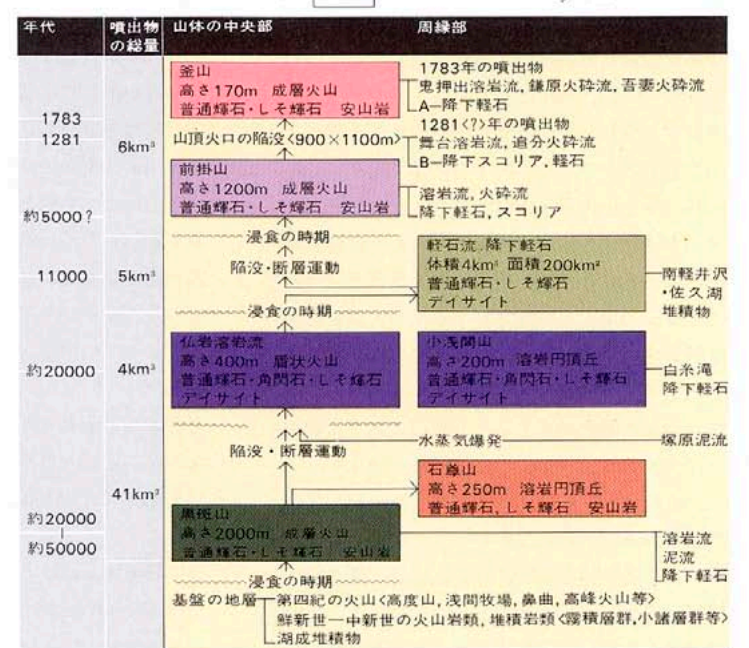 年代
噴出物
の総量
山体の中央部
周縁部
釜山
高さ170m 成層火山
普通輝石・しそ輝石 安山岩
1783年の噴出物
鬼押出溶岩流, 鎌原火砕流, 吾妻火砕流
A—降下軽石
1783
1281
6km³
山頂火口の陥没<900×1100m>
1281<?>年の噴出物
舞台溶岩流, 追分火砕流
B—降下スコリア, 軽石
前掛山
高さ1200m 成層火山
普通輝石・しそ輝石 安山岩
溶岩流, 火砕流
降下軽石, スコリア
約5000?
浸食の時期
陥没・断層運動
11000
5km³
軽石流, 降下軽石
体積4km³ 面積200km²
普通輝石・しそ輝石
デイサイト
南軽井沢
・佐久湖
堆積物
浸食の時期
仏岩溶岩流
高さ400m 盾状火山
普通輝石・角閃石・しそ輝石
デイサイト
小浅間山
高さ200m 溶岩円頂丘
普通輝石・角閃石・しそ輝石
デイサイト
約20000
4km³
白糸滝
降下軽石
陥没・断層運動
水蒸気爆発
塚原泥流
41km³
石尊山
高さ250m 溶岩円頂丘
普通輝石, しそ輝石 安山岩
約20000
約50000
黒斑山
高さ2000m 成層火山
普通輝石・しそ輝石 安山岩
溶岩流
泥流
降下軽石
浸食の時期
基盤の地層
第四紀の火山<高度山, 浅間牧場, 鼻曲, 高峰火山等>
鮮新世—中新世の火山岩類, 堆積岩類<霧積層群, 小諸層群等>
湖成堆積物